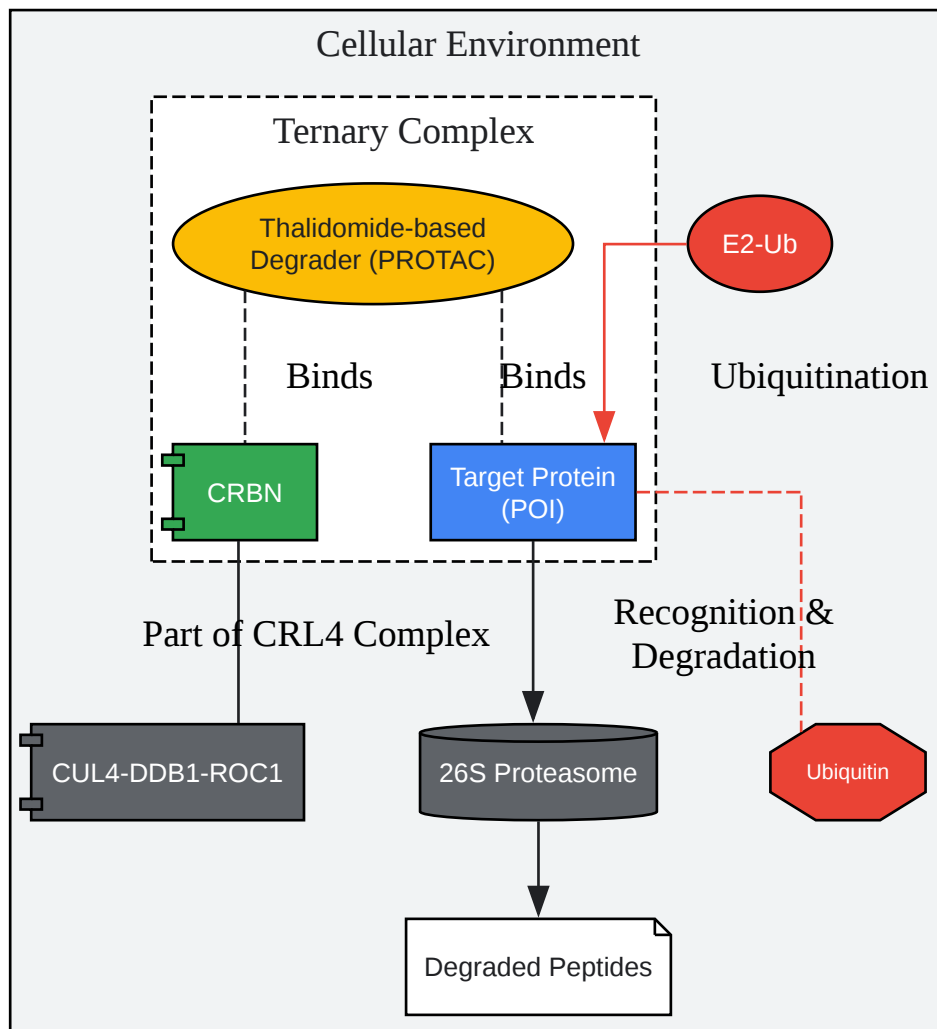 Cellular Environment
Ternary Complex
Thalidomide-based
Degrader (PROTAC)
E2-Ub
Binds
Binds
Ubiquitination
CRBN
Target Protein
(POI)
Part of CRL4 Complex
Recognition &
Degradation
CUL4-DDB1-ROC1
26S Proteasome
Ubiquitin
Degraded Peptides